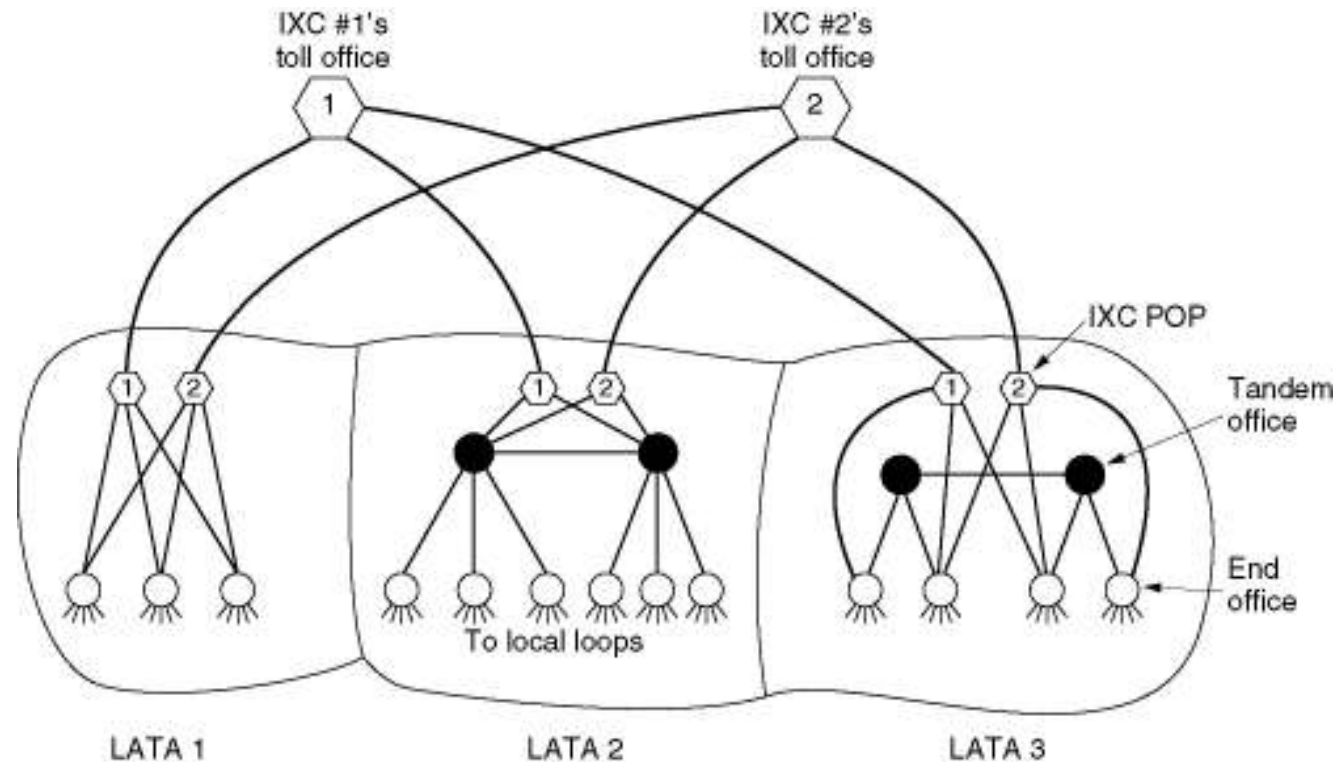 IXC #1's
toll office
IXC #2's
toll office
1
2
IXC POP
1
2
1
2
1
2
Tandem
office
End
office
To local loops
LATA 1
LATA 2
LATA 3